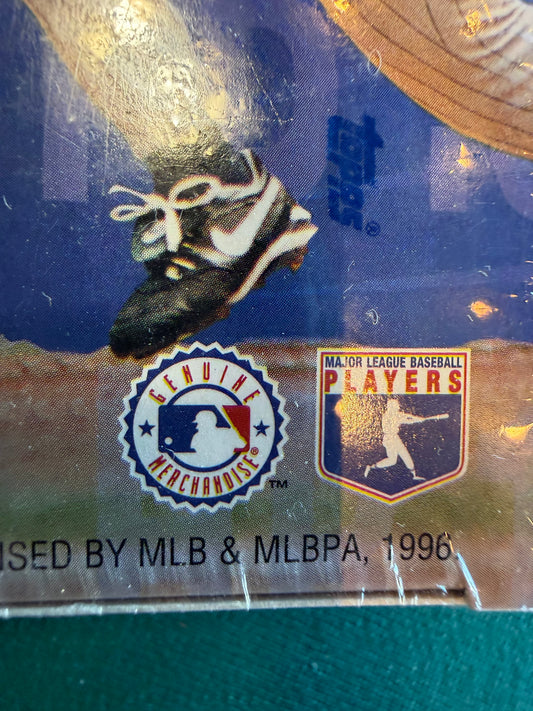 Topps®
MAJOR LEAGUE BASEBALL
PLAYERS
GENUINE
MERCHANDISE®
TM
ISED BY MLB & MLBPA, 1996.